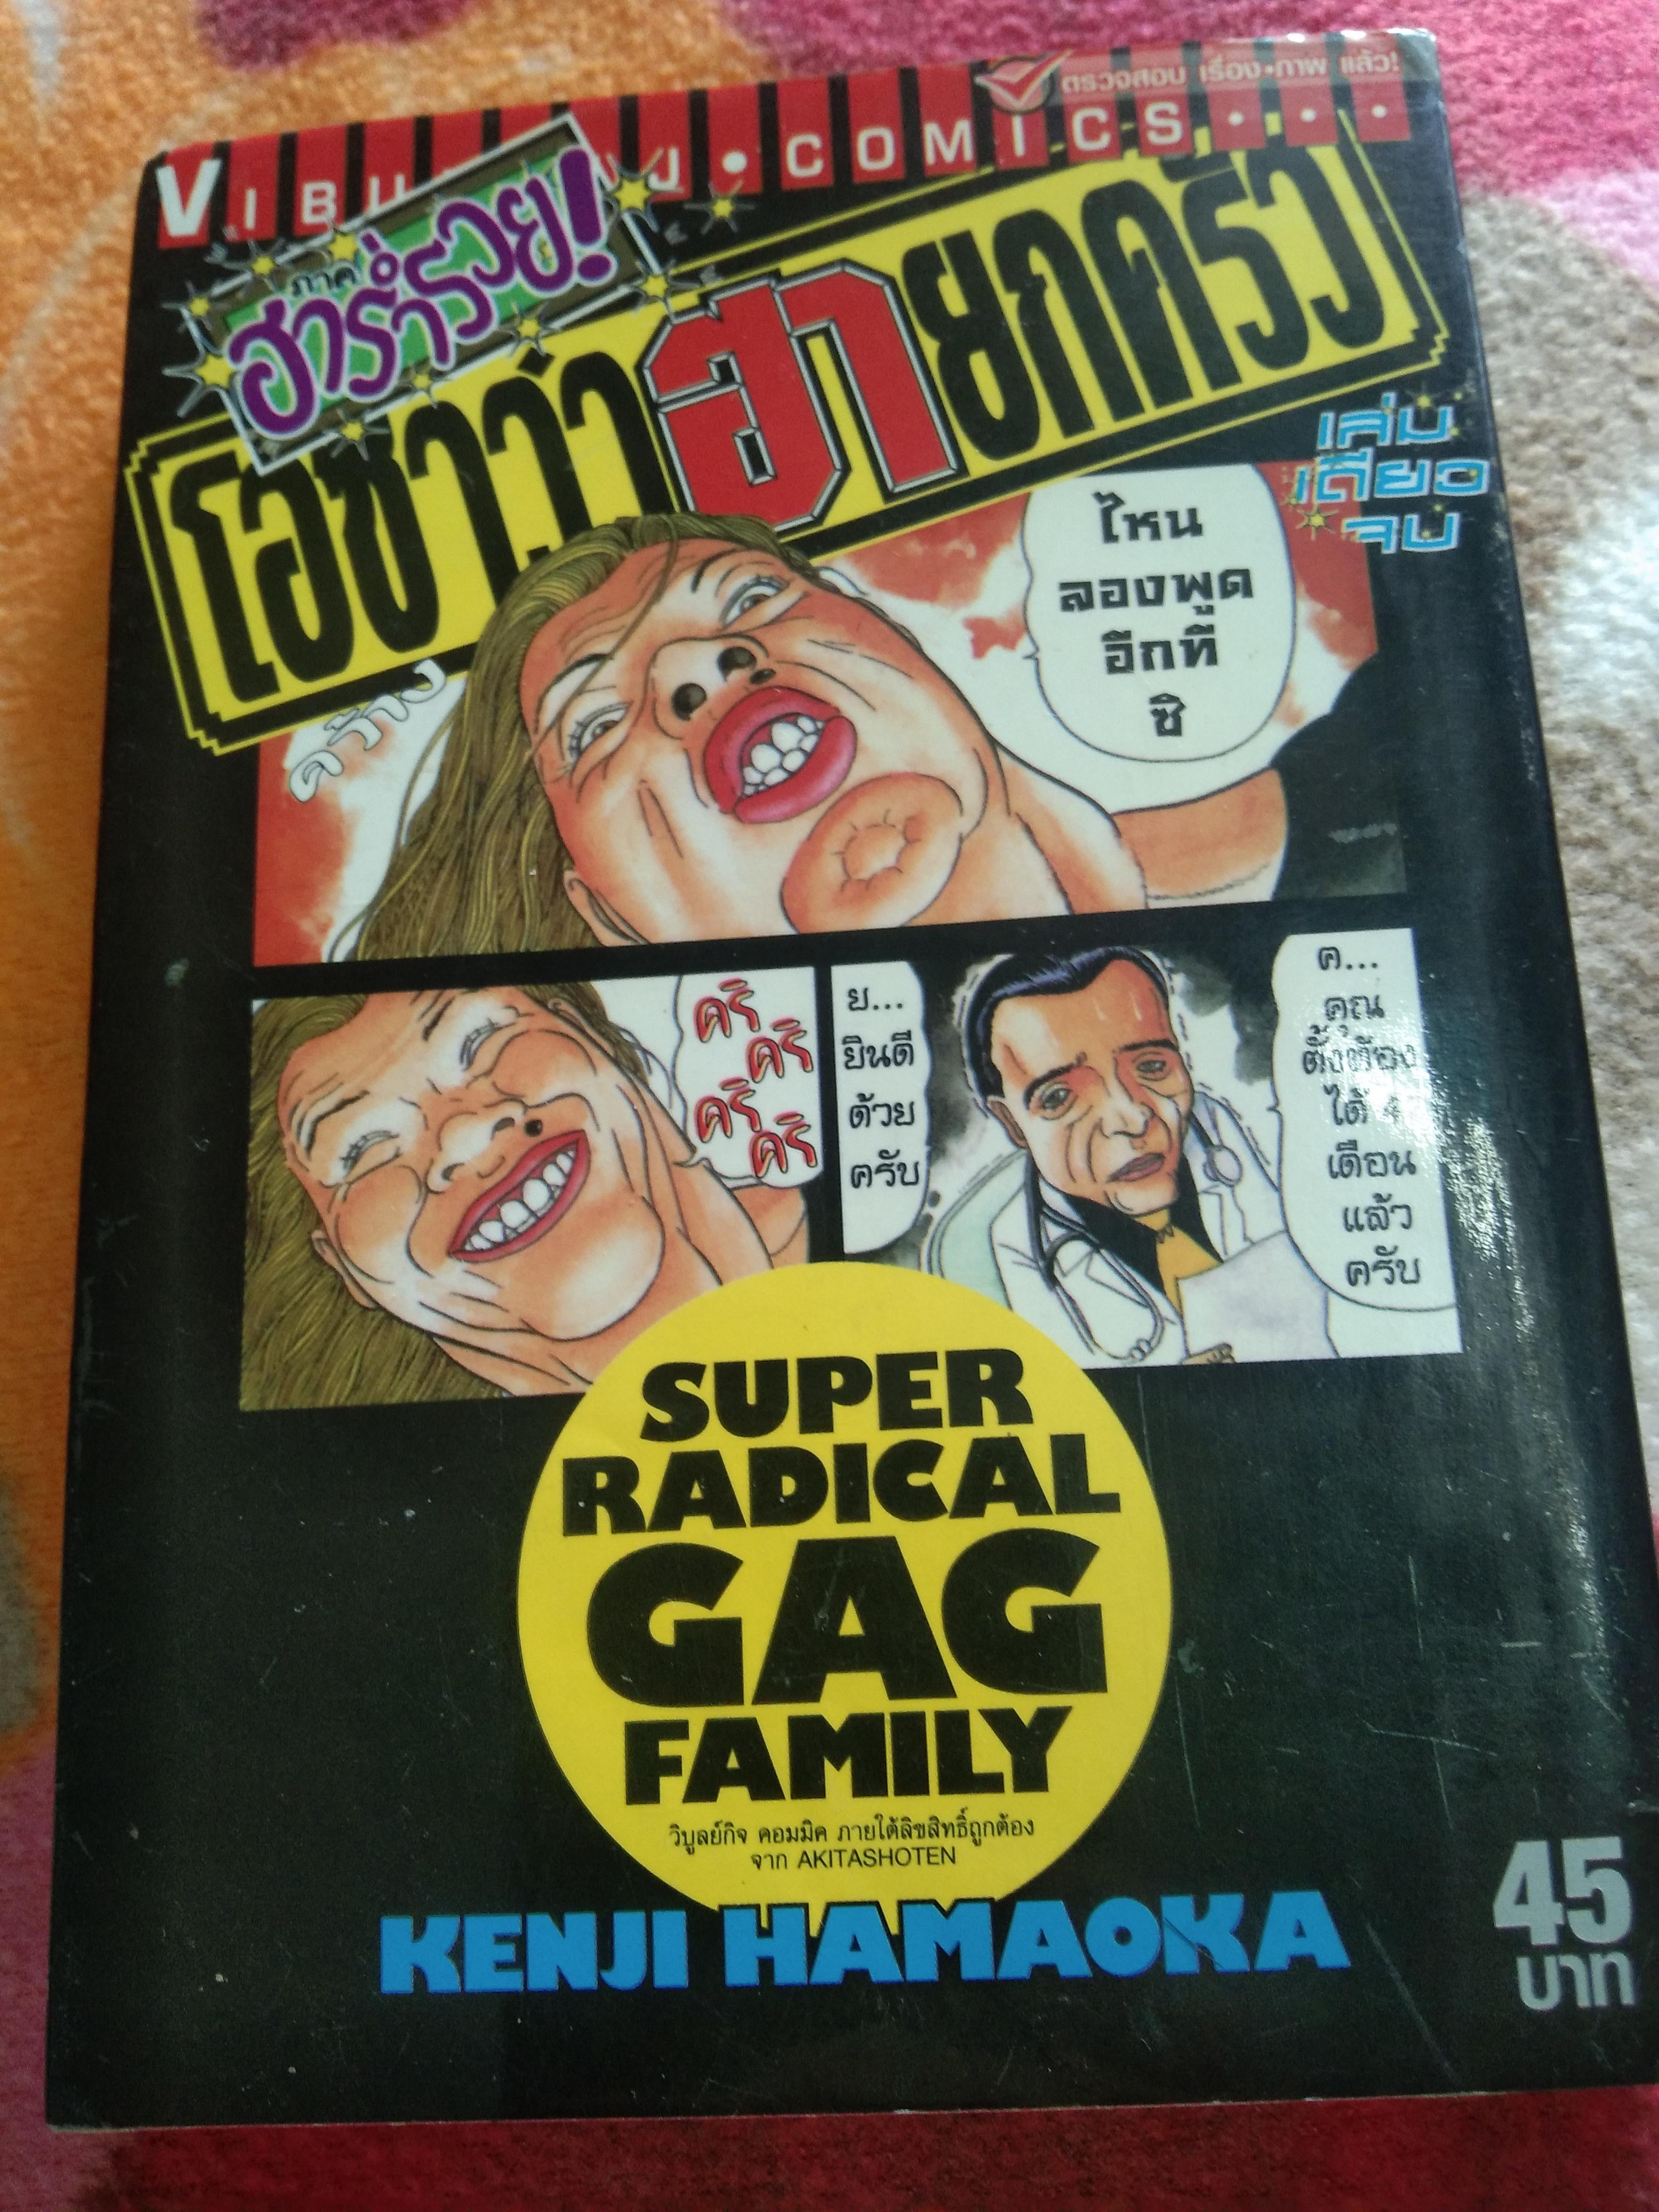 ตรวจสอบ เรื่อง•ภาพ แล้ว!
COMICS...
ภาค
ฮาร่ำรวย!
โอซาว่าฮายกครัว
เล่ม
เดียว
จบ
ไหน
ลองพูด
อีกที
ซิ
คริ
คริ
คริ
คริ
ย...
ยินดี
ด้วย
ครับ
ค...
คุณ
ตั้งท้อง
ได้ 4
เดือน
แล้ว
ครับ
SUPER
RADICAL
GAG
FAMILY
วิบูลย์กิจ คอมมิค ภายใต้ลิขสิทธิ์ถูกต้อง
จาก AKITASHOTEN
KENJI HAMAOKA
45
บาท